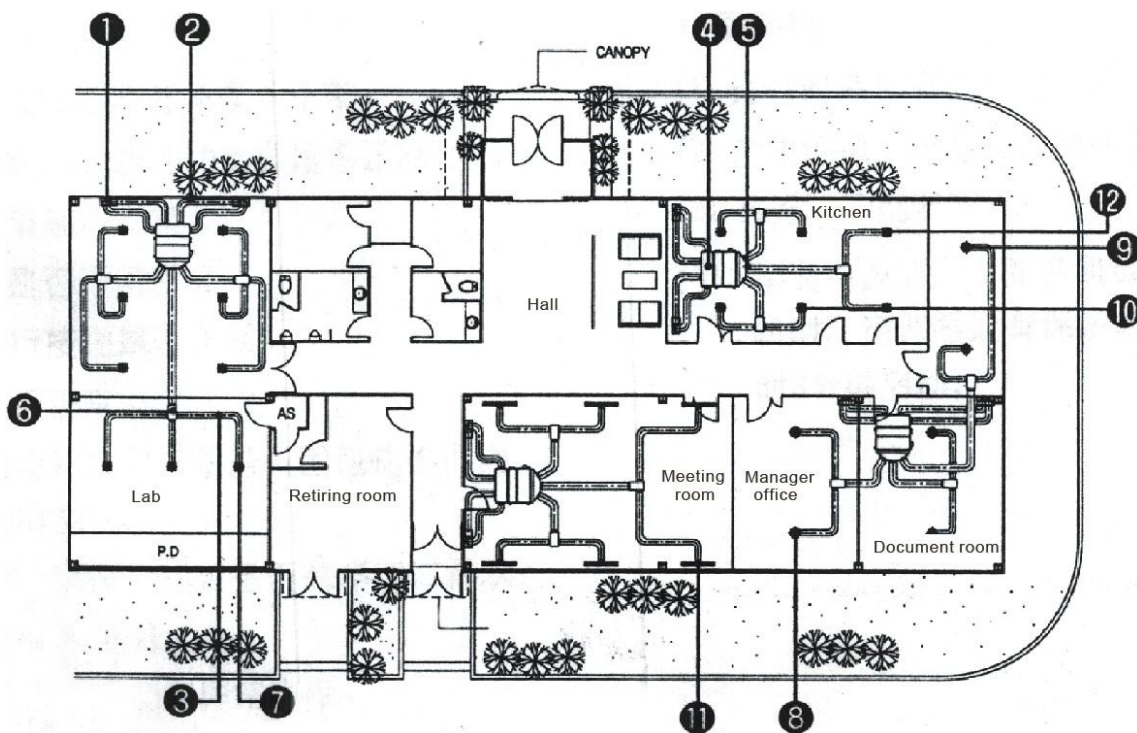 1 2 4 5
CANOPY
Kitchen
12
9
Hall
10
6
AS
Lab
Retiring room
Meeting
room
Manager
office
P.D
Document room
3 7 11 8